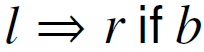 l ⇒ r if b